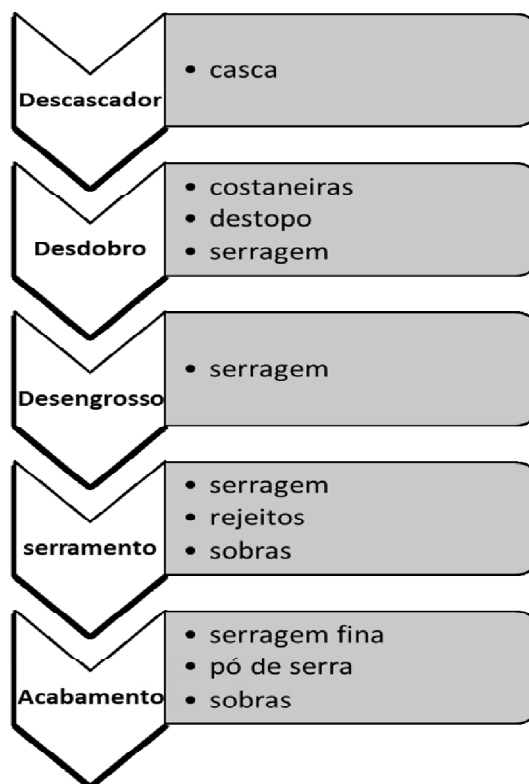 Descascador
• casca
Desdobro
• costaneiras
• destopo
• serragem
Desengrosso
• serragem
serramento
• serragem
• rejeitos
• sobras
Acabamento
• serragem fina
• pó de serra
• sobras